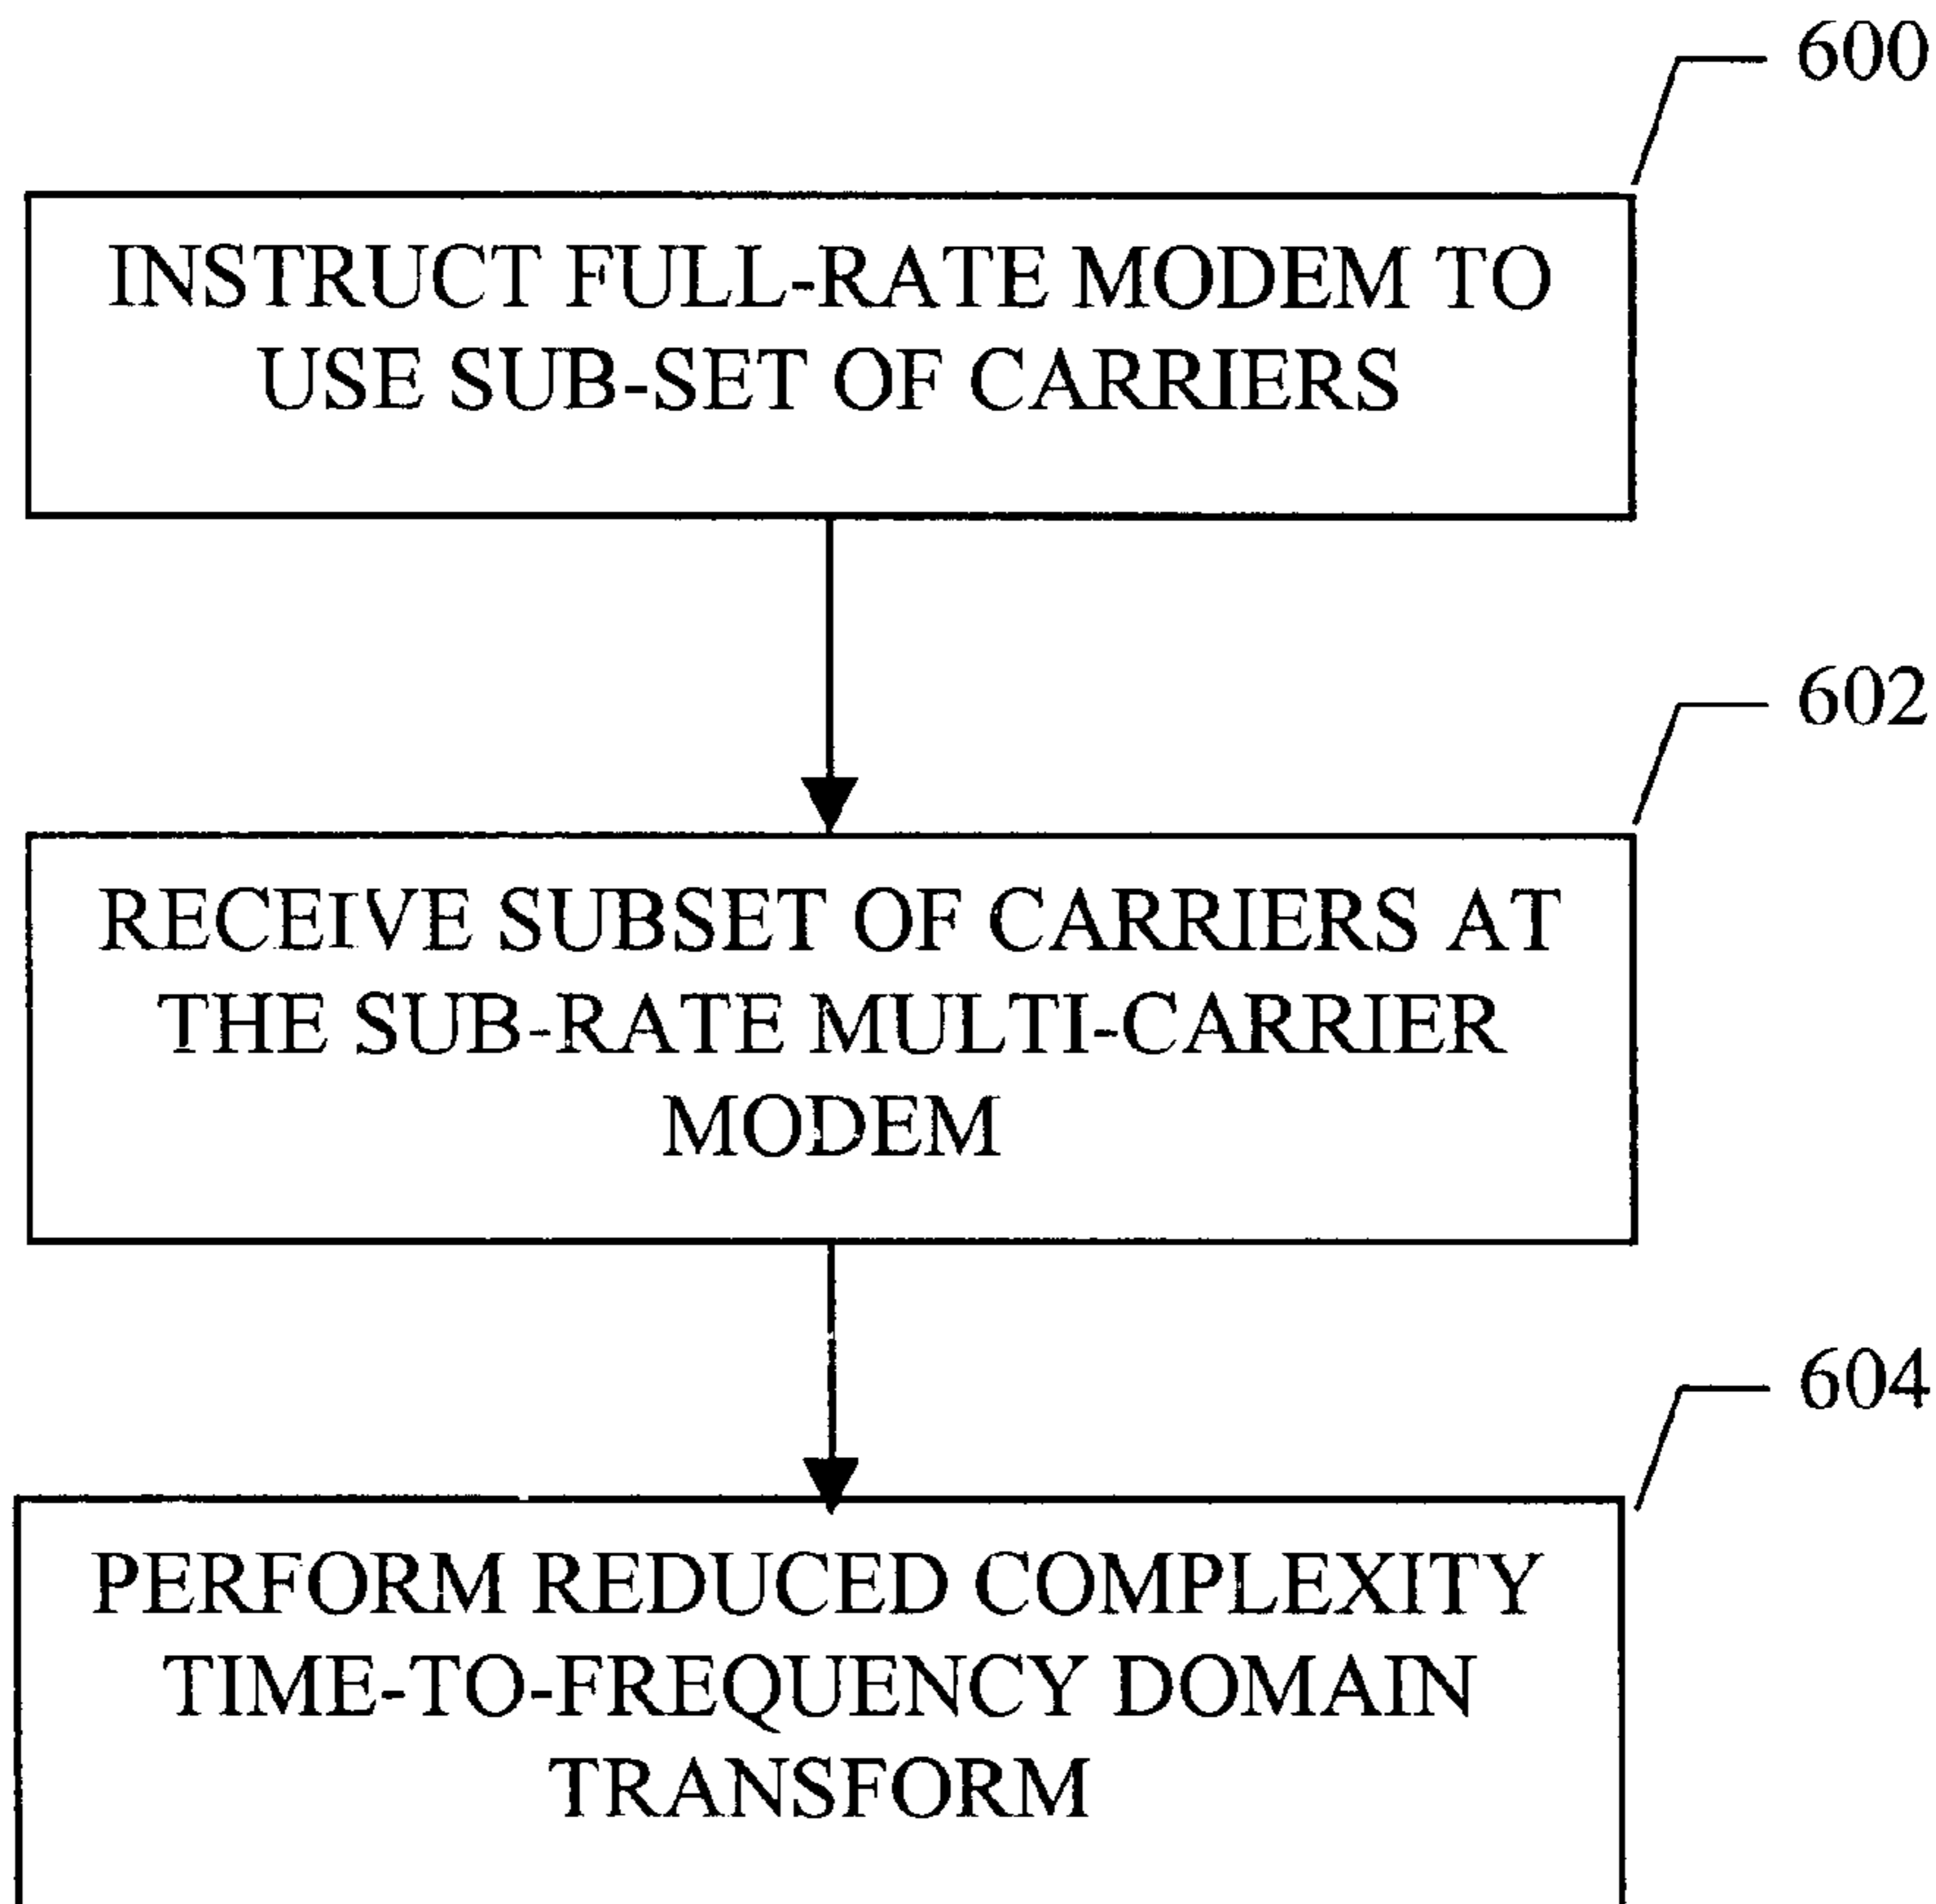 600
INSTRUCT FULL-RATE MODEM TO
USE SUB-SET OF CARRIERS
602
RECEIVE SUBSET OF CARRIERS AT
THE SUB-RATE MULTI-CARRIER
MODEM
604
PERFORM REDUCED COMPLEXITY
TIME-TO-FREQUENCY DOMAIN
TRANSFORM